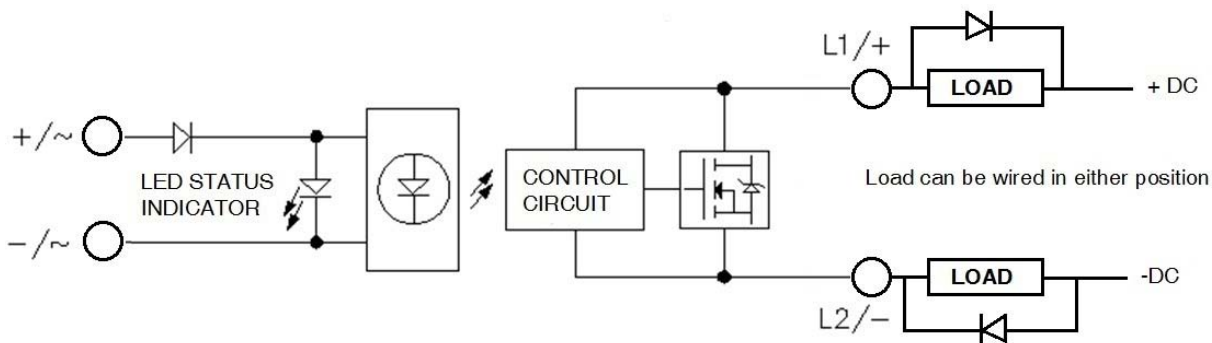 L1/+
LOAD
+ DC
+/~
LED STATUS
INDICATOR
CONTROL
CIRCUIT
Load can be wired in either position
-/~
LOAD
-DC
L2/-